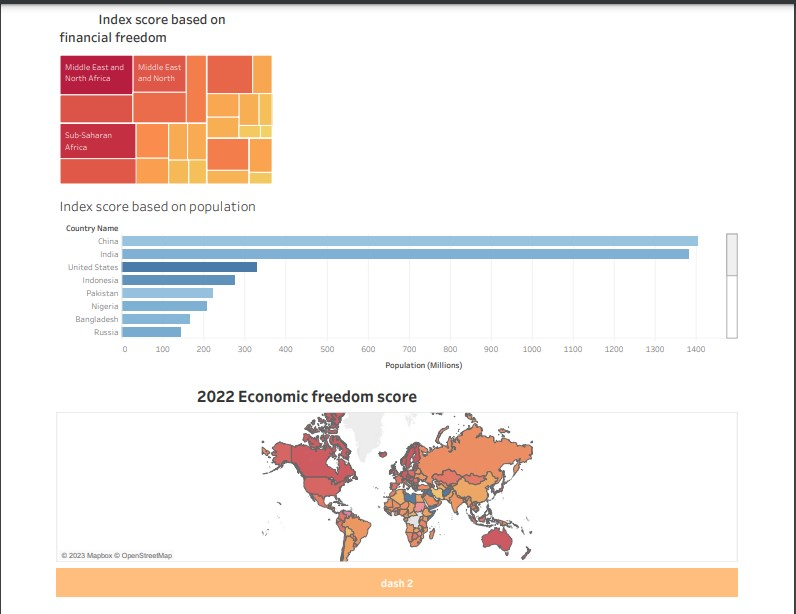 Index score based on
financial freedom
Middle East and
North Africa
Middle East
and North
Sub-Saharan
Africa
Index score based on population
Country Name
China
India
United States
Indonesia
Pakistan
Nigeria
Bangladesh
Russia
0 100 200 300 400 500 600 700 800 900 1000 1100 1200 1300 1400
Population (Millions)
2022 Economic freedom score
© 2023 Mapbox © OpenStreetMap
dash 2